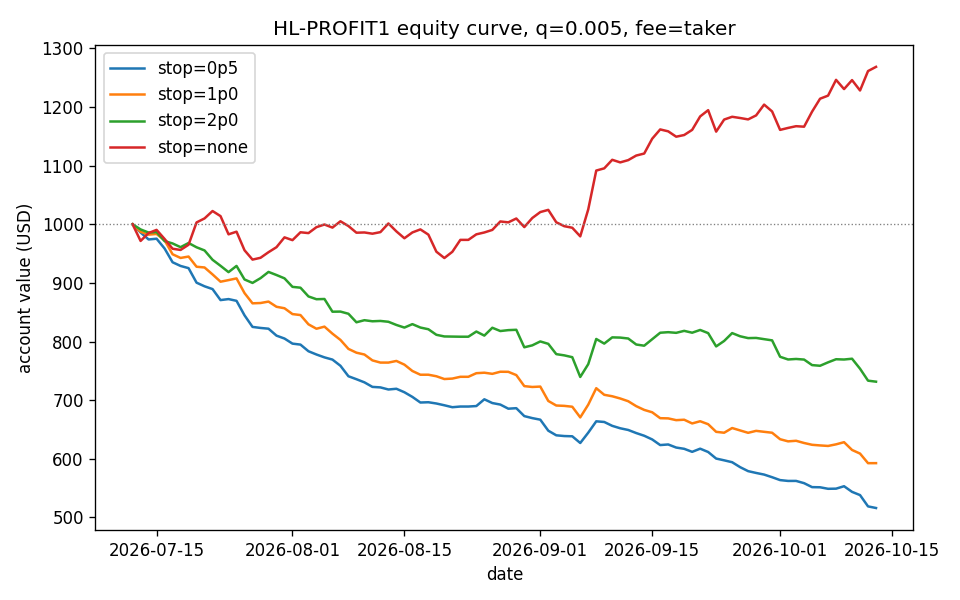 HL-PROFIT1 equity curve, q=0.005, fee=taker
1300
1200
1100
1000
900
800
700
600
500
account value (USD)
stop=0p5
stop=1p0
stop=2p0
stop=none
2026-07-15 2026-08-01 2026-08-15 2026-09-01 2026-09-15 2026-10-01 2026-10-15
date